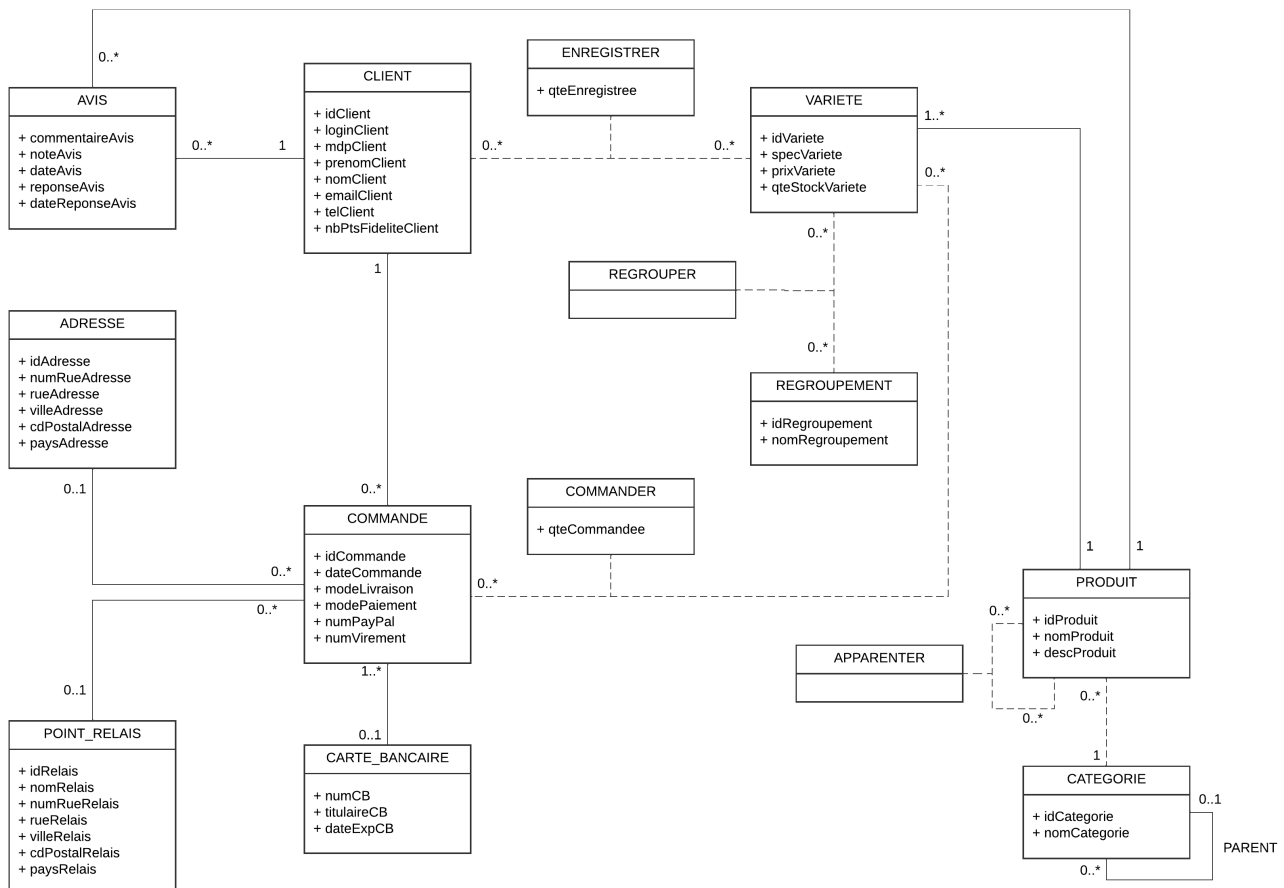 0..*
ENREGISTRER
+ qteEnregistree
CLIENT
+ idClient
+ loginClient
+ mdpClient
+ prenomClient
+ nomClient
+ emailClient
+ telClient
+ nbPtsFideliteClient
AVIS
+ commentaireAvis
+ noteAvis
+ dateAvis
+ reponseAvis
+ dateReponseAvis
0..*
1
0..*
0..*
VARIETE
+ idVariete
+ specVariete
+ prixVariete
+ qteStockVariete
1..*
0..*
0..*
REGROUPER
0..*
REGROUPEMENT
+ idRegroupement
+ nomRegroupement
1
ADRESSE
+ idAdresse
+ numRueAdresse
+ rueAdresse
+ villeAdresse
+ cdPostalAdresse
+ paysAdresse
0..1
0..*
COMMANDER
+ qteCommandee
COMMANDE
+ idCommande
+ dateCommande
+ modeLivraison
+ modePaiement
+ numPayPal
+ numVirement
0..*
0..*
0..*
1
1
PRODUIT
+ idProduit
+ nomProduit
+ descProduit
0..*
APPARENTER
0..*
0..*
1
0..1
1..*
0..1
POINT_RELAIS
+ idRelais
+ nomRelais
+ numRueRelais
+ rueRelais
+ villeRelais
+ cdPostalRelais
+ paysRelais
CARTE_BANCAIRE
+ numCB
+ titulaireCB
+ dateExpCB
CATEGORIE
+ idCategorie
+ nomCategorie
0..1
PARENT
0..*